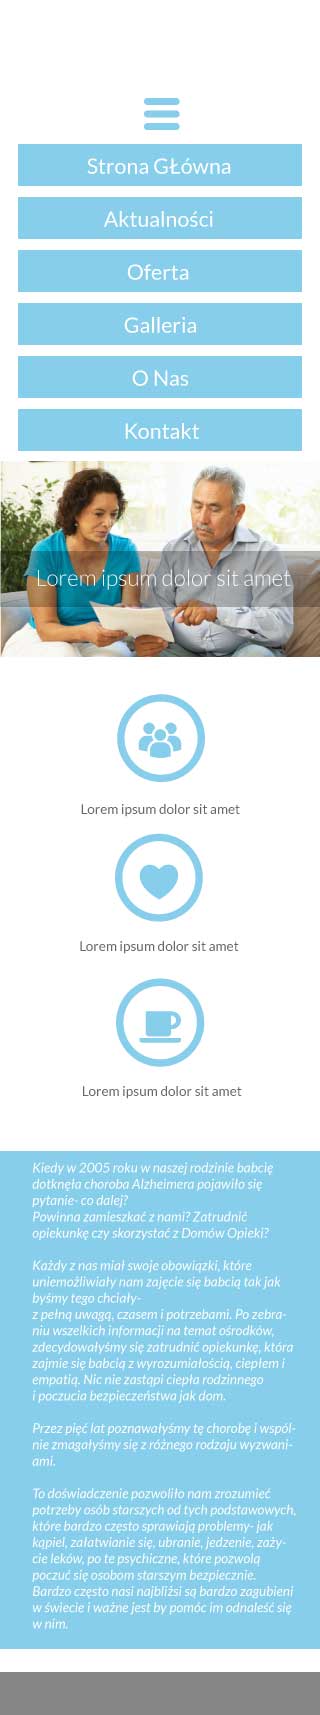 Strona GŁówna
Aktualności
Oferta
Galleria
O Nas
Kontakt
Lorem ipsum dolor sit amet
Lorem ipsum dolor sit amet
Lorem ipsum dolor sit amet
Lorem ipsum dolor sit amet
Kiedy w 2005 roku w naszej rodzinie babcię
dotknęła choroba Alzheimera pojawiło się
pytanie- co dalej?
Powinna zamieszkać z nami? Zatrudnić
opiekunkę czy skorzystać z Domów Opieki?
Każdy z nas miał swoje obowiązki, które
uniemożliwiały nam zajęcie się babcią tak jak
byśmy tego chciały-
z pełną uwagą, czasem i potrzebami. Po zebra-
niu wszelkich informacji na temat ośrodków,
zdecydowałyśmy się zatrudnić opiekunkę, która
zajmie się babcią z wyrozumiałością, ciepłem i
empatią. Nic nie zastąpi ciepła rodzinnego
i poczucia bezpieczeństwa jak dom.
Przez pięć lat poznawałyśmy tę chorobę i wspól-
nie zmagałyśmy się z różnego rodzaju wyzwani-
ami.
To doświadczenie pozwoliło nam zrozumieć
potrzeby osób starszych od tych podstawowych,
które bardzo często sprawiają problemy- jak
kąpiel, załatwianie się, ubranie, jedzenie, zaży-
cie leków, po te psychiczne, które pozwolą
poczuć się osobom starszym bezpiecznie.
Bardzo często nasi najbliżsi są bardzo zagubieni
w świecie i ważne jest by pomóc im odnaleść się
w nim.